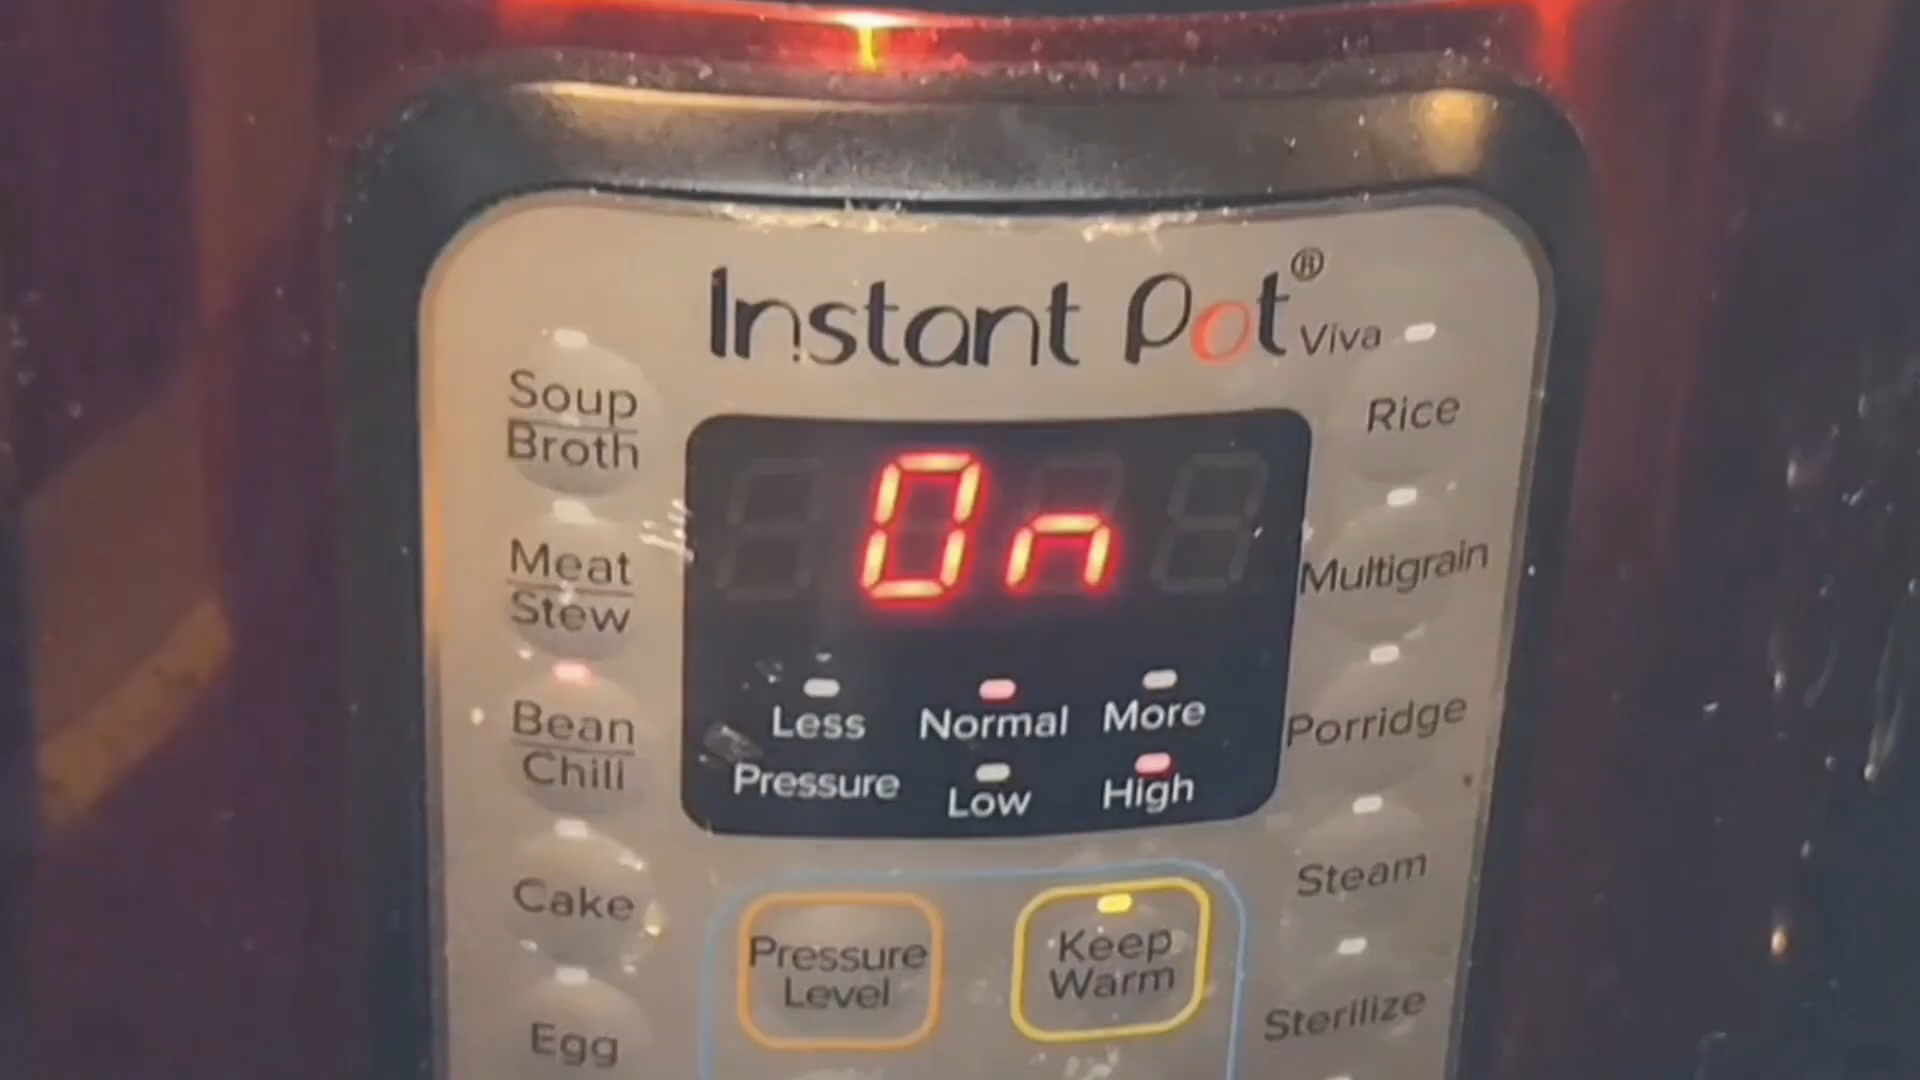 Instant Pot® Viva
Soup
Broth
Meat
Stew
Bean
Chili
Cake
Egg
On
Less Normal More
Pressure Low High
Pressure
Level
Keep
Warm
Rice
Multigrain
Porridge
Steam
Sterilize